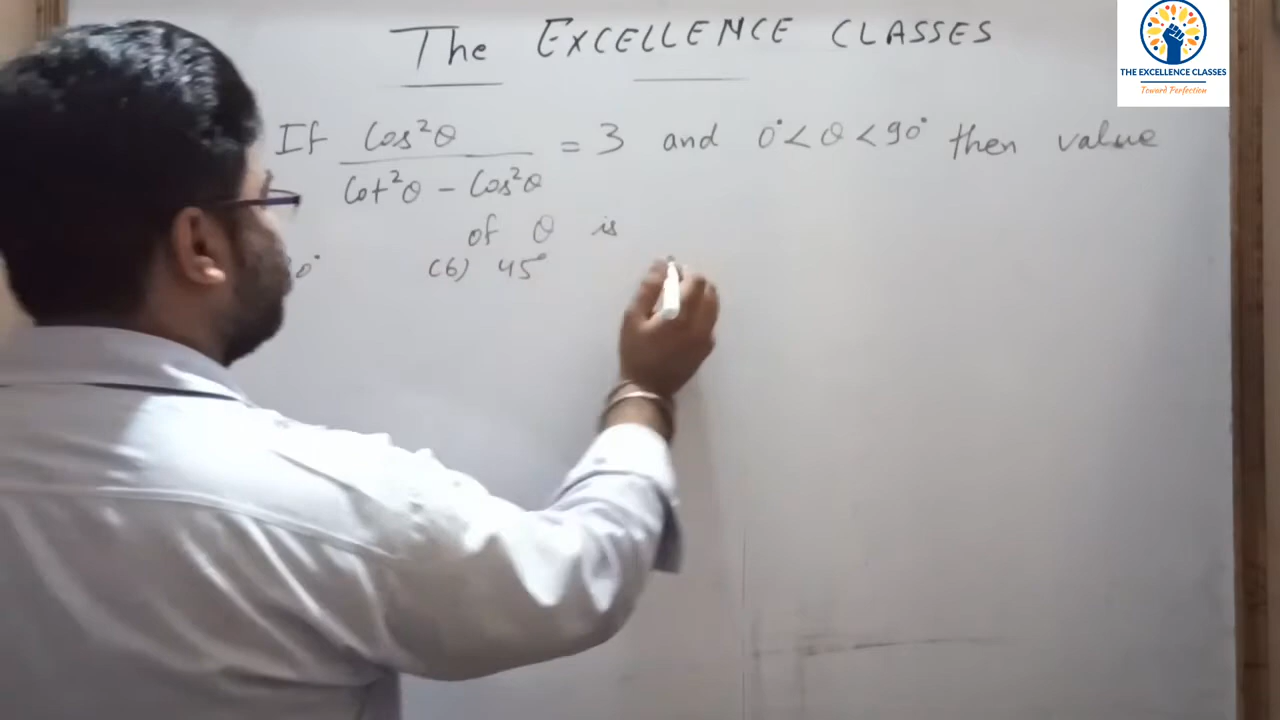 The EXCELLENCE CLASSES
THE EXCELLENCE CLASSES
Toward Perfection
If Cos²θ / Cot²θ - Cos²θ = 3 and 0° < θ < 90° then value
of θ is
0° (b) 45°